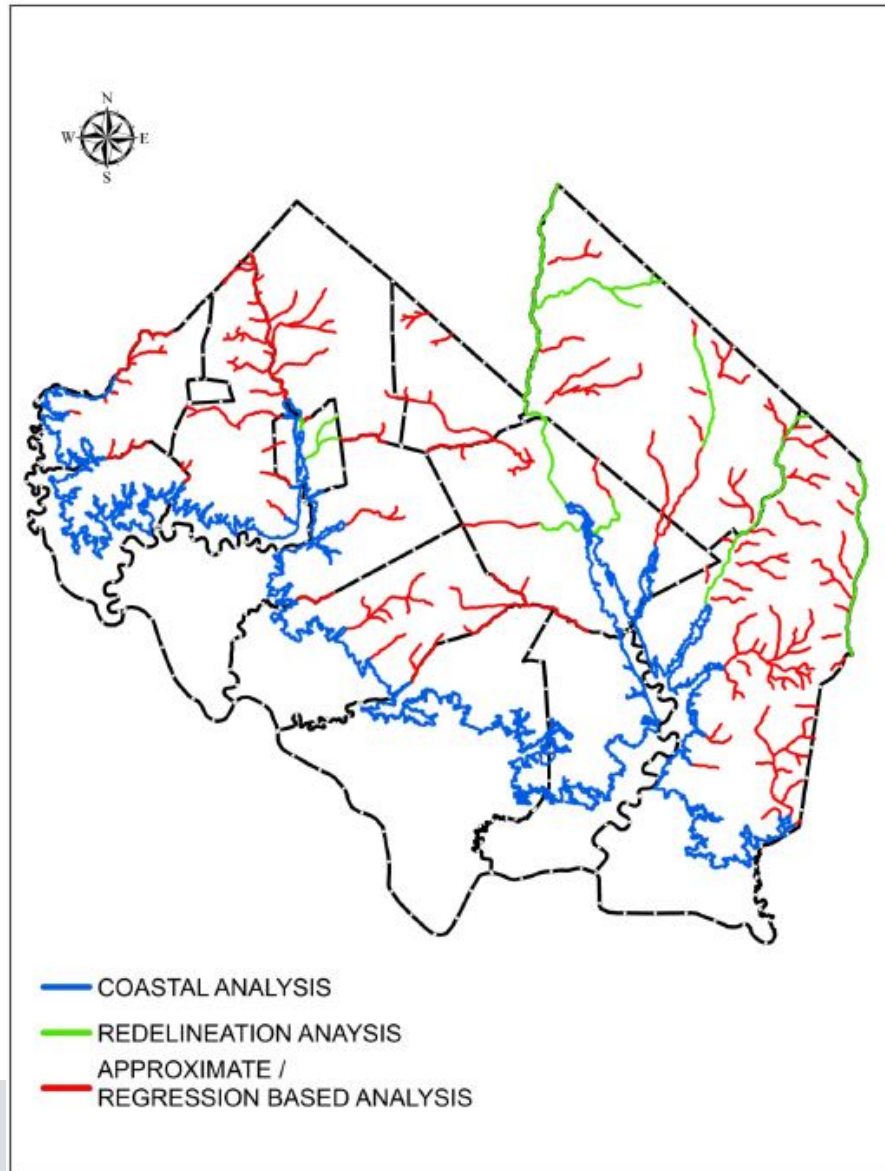 N
W E
S
COASTAL ANALYSIS
REDELINEATION ANAYSIS
APPROXIMATE /
REGRESSION BASED ANALYSIS